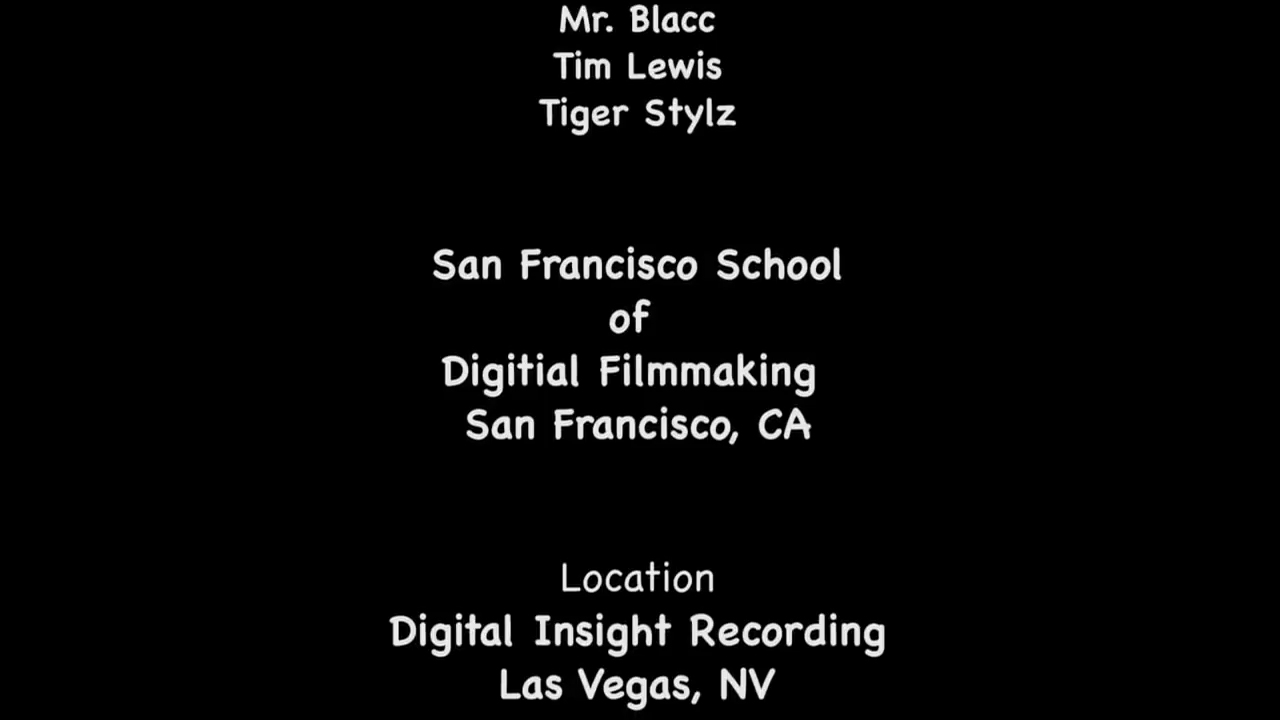 Mr. Blacc
Tim Lewis
Tiger Stylz
San Francisco School
of
Digitial Filmmaking
San Francisco, CA
Location
Digital Insight Recording
Las Vegas, NV